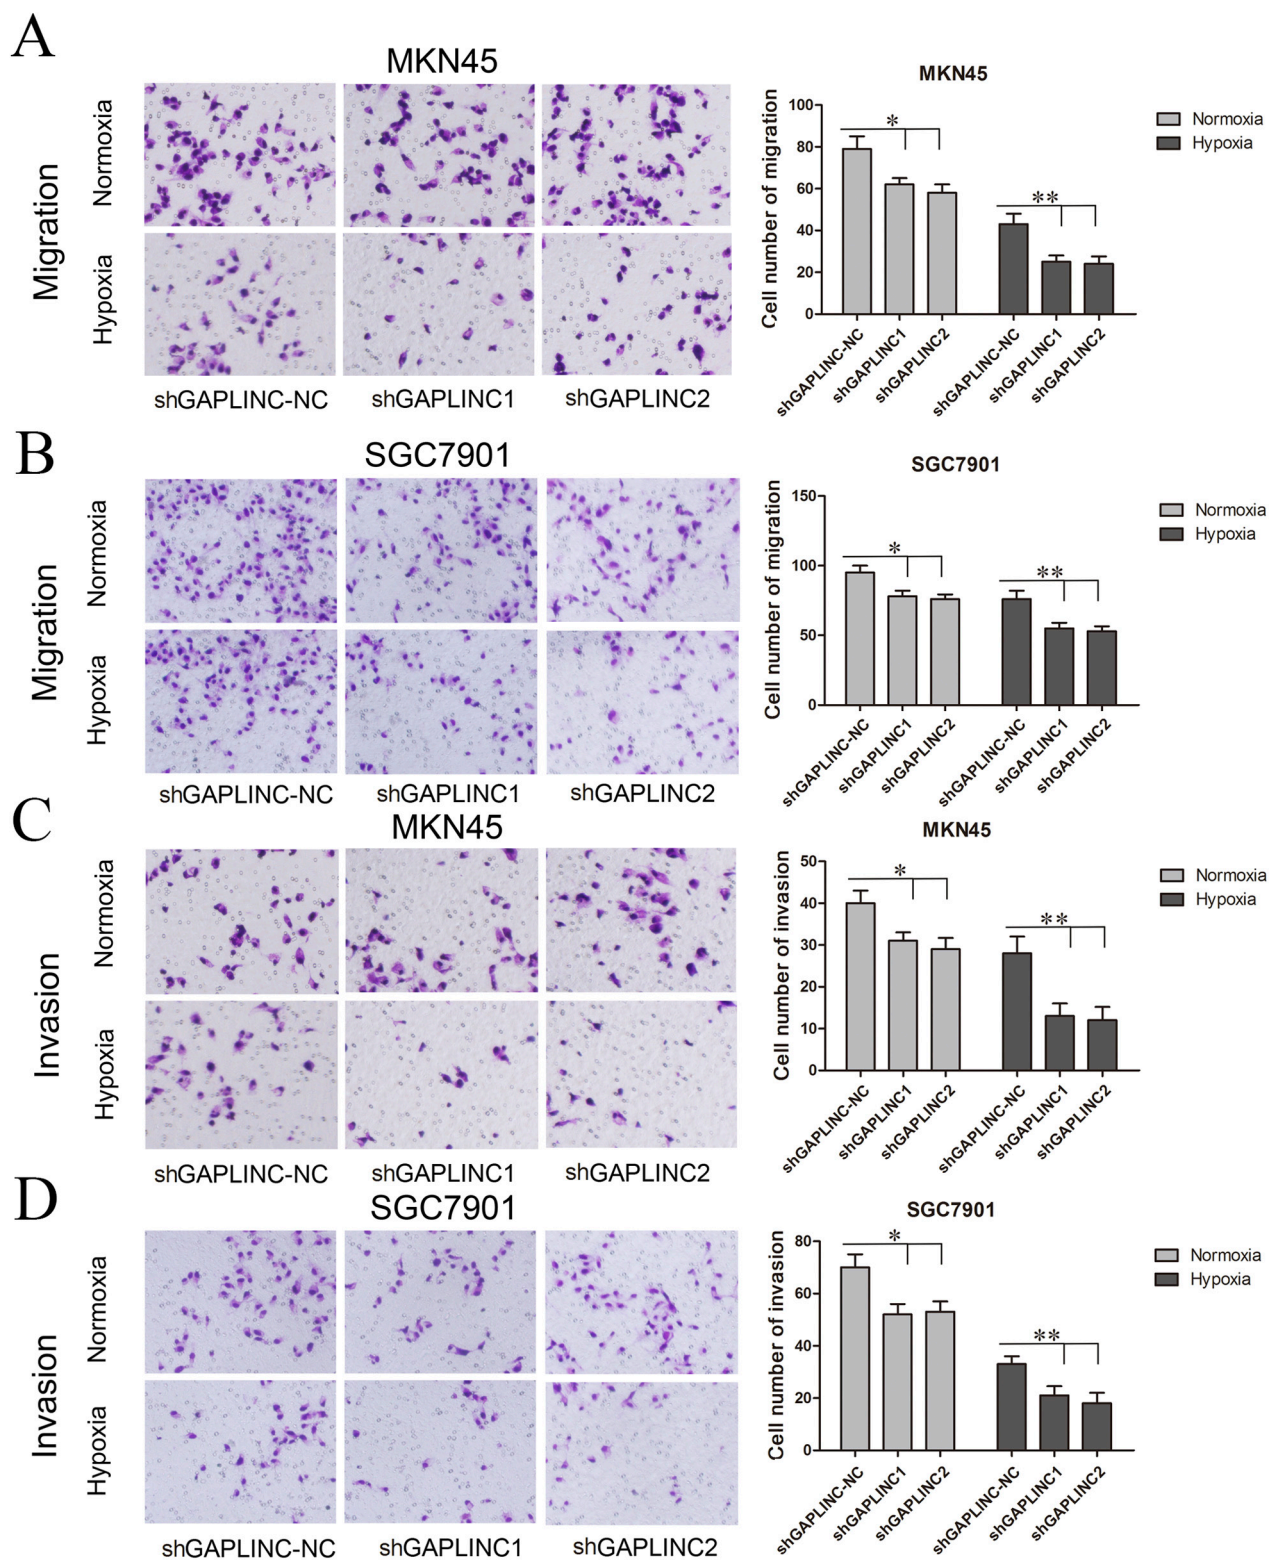 A
MKN45
Migration
Normoxia
Hypoxia
shGAPLINC-NC
shGAPLINC1
shGAPLINC2
MKN45
Cell number of migration
100
80
60
40
20
0
*
**
shGAPLINC-NC
shGAPLINC1
shGAPLINC2
shGAPLINC-NC
shGAPLINC1
shGAPLINC2
Normoxia
Hypoxia
B
SGC7901
Migration
Normoxia
Hypoxia
shGAPLINC-NC
shGAPLINC1
shGAPLINC2
SGC7901
Cell number of migration
150
100
50
0
*
**
shGAPLINC-NC
shGAPLINC1
shGAPLINC2
shGAPLINC-NC
shGAPLINC1
shGAPLINC2
Normoxia
Hypoxia
C
MKN45
Invasion
Normoxia
Hypoxia
shGAPLINC-NC
shGAPLINC1
shGAPLINC2
MKN45
Cell number of invasion
50
40
30
20
10
0
*
**
shGAPLINC-NC
shGAPLINC1
shGAPLINC2
shGAPLINC-NC
shGAPLINC1
shGAPLINC2
Normoxia
Hypoxia
D
SGC7901
Invasion
Normoxia
Hypoxia
shGAPLINC-NC
shGAPLINC1
shGAPLINC2
SGC7901
Cell number of invasion
80
60
40
20
0
*
**
shGAPLINC-NC
shGAPLINC1
shGAPLINC2
shGAPLINC-NC
shGAPLINC1
shGAPLINC2
Normoxia
Hypoxia